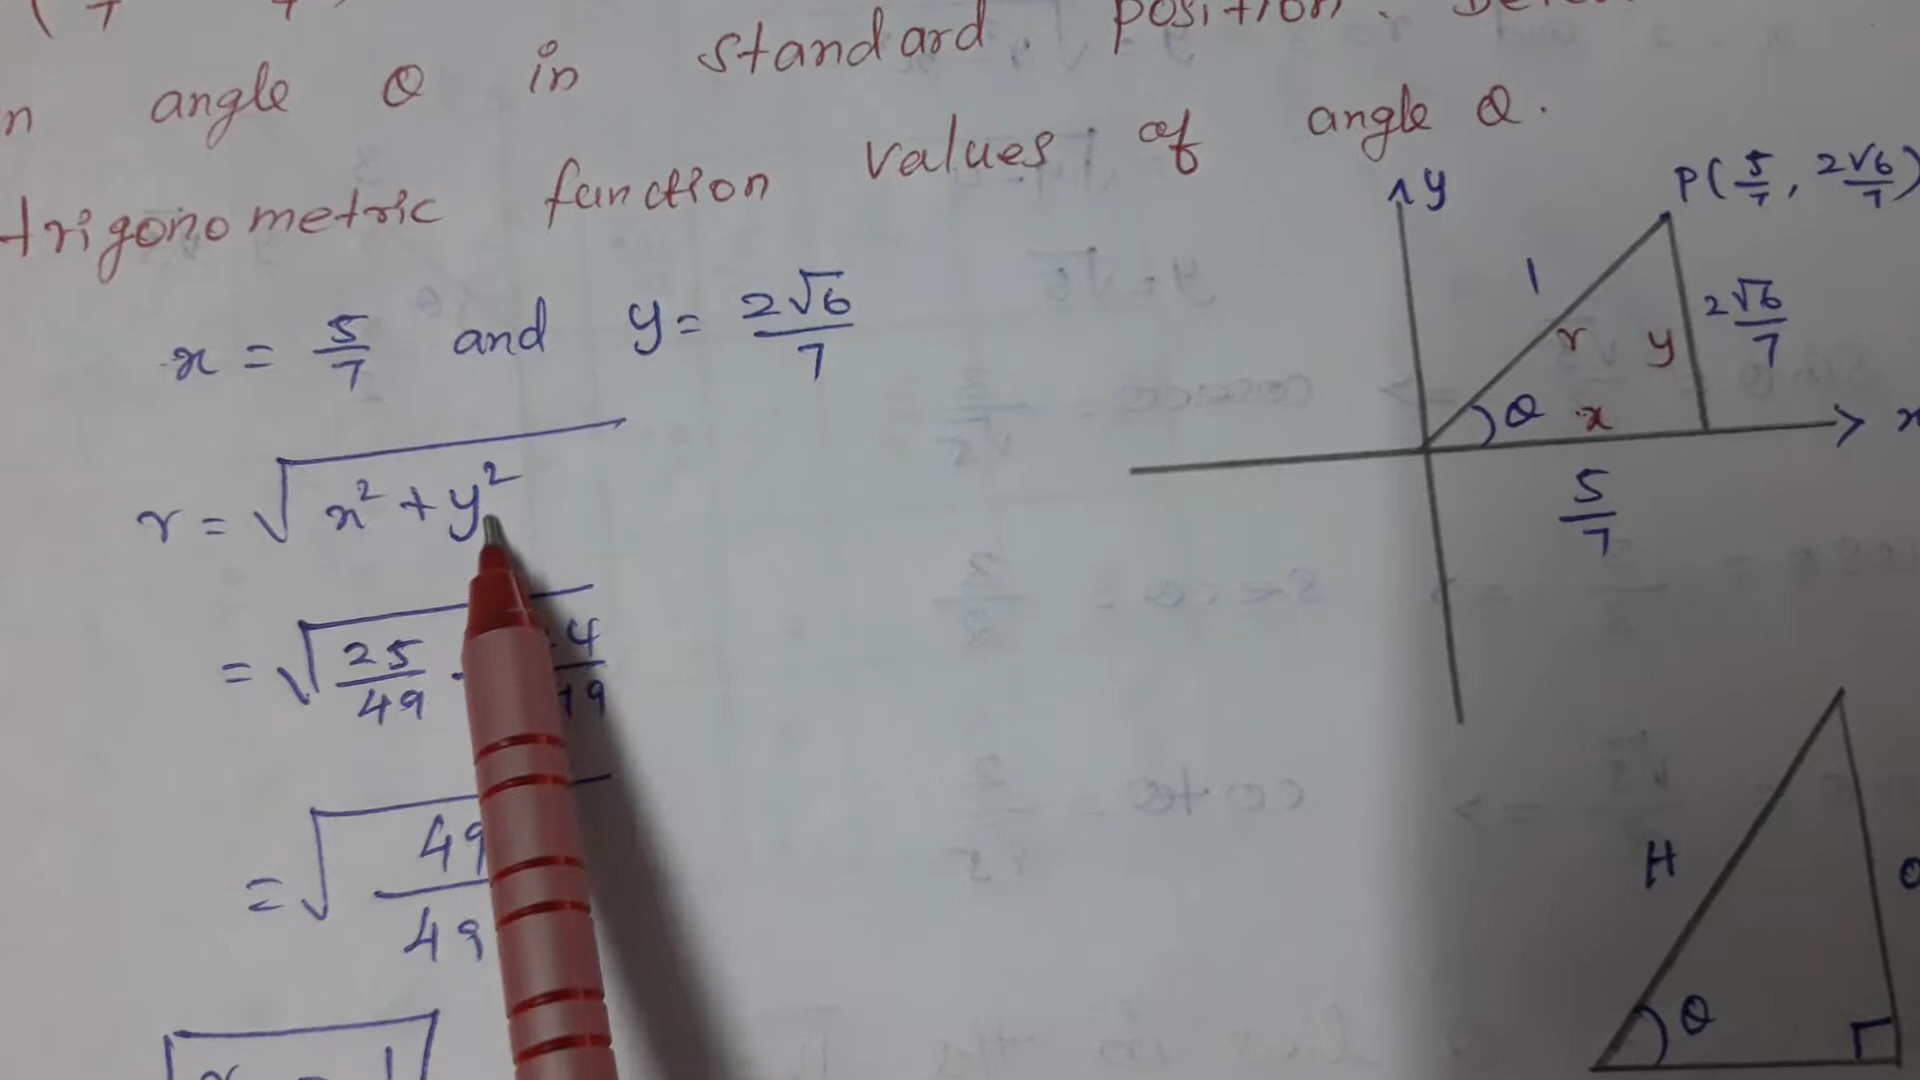 angle θ in standard position.
trigonometric function values of angle θ.
x = 5/7 and y = 2√6/7
r = √(x² + y²)
= √(25/49
= √(49/49
r = 1
y
P(5/7, 2√6/7)
1
r
y
2√6/7
θ
x
x
5/7
H
θ